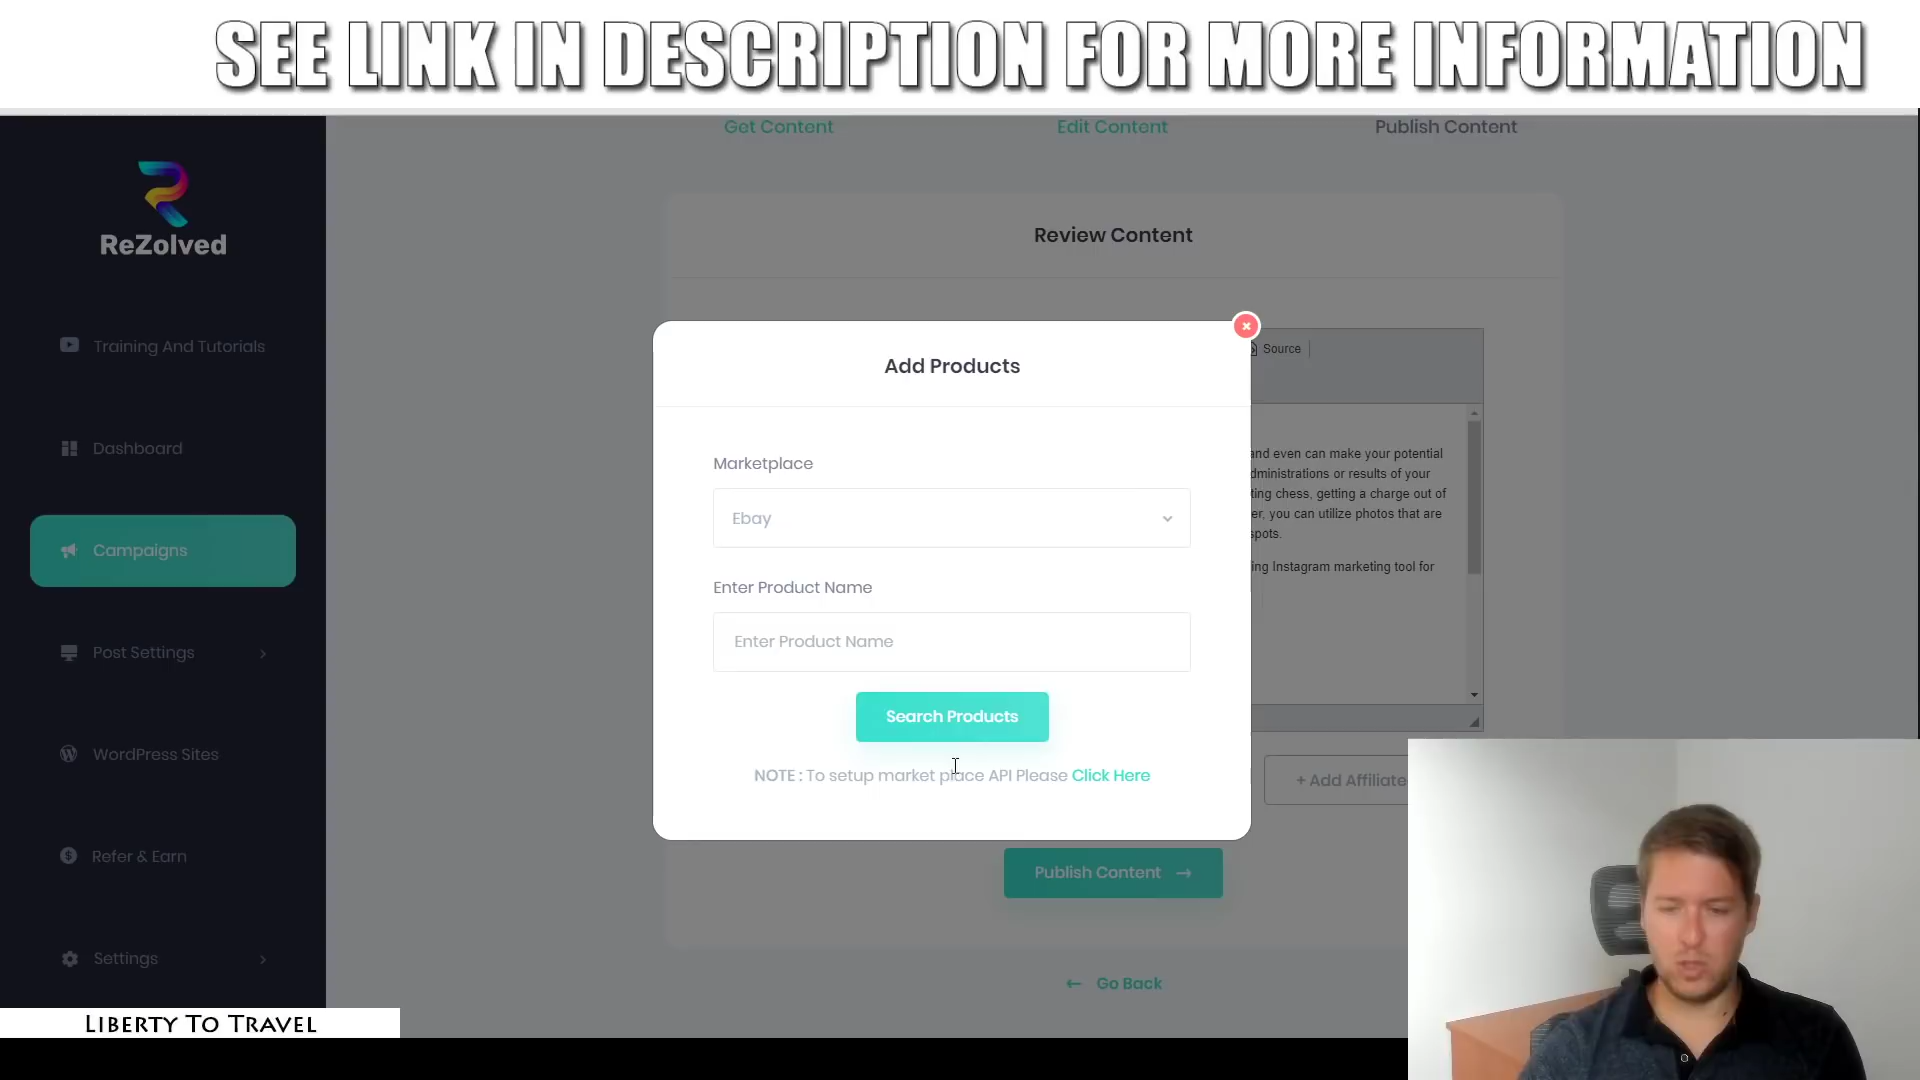 SEE LINK IN DESCRIPTION FOR MORE INFORMATION
Get Content
Edit Content
Publish Content
ReZolved
Review Content
Training And Tutorials
Dashboard
Campaigns
Post Settings
WordPress Sites
Refer & Earn
Settings
Source
Add Products
Marketplace
Ebay
Enter Product Name
Enter Product Name
Search Products
NOTE : To setup market place API Please Click Here
and even can make your potential
dministrations or results of your
ting chess, getting a charge out of
er, you can utilize photos that are
spots.
ing Instagram marketing tool for
+ Add Affiliate
Publish Content
Go Back
LIBERTY TO TRAVEL